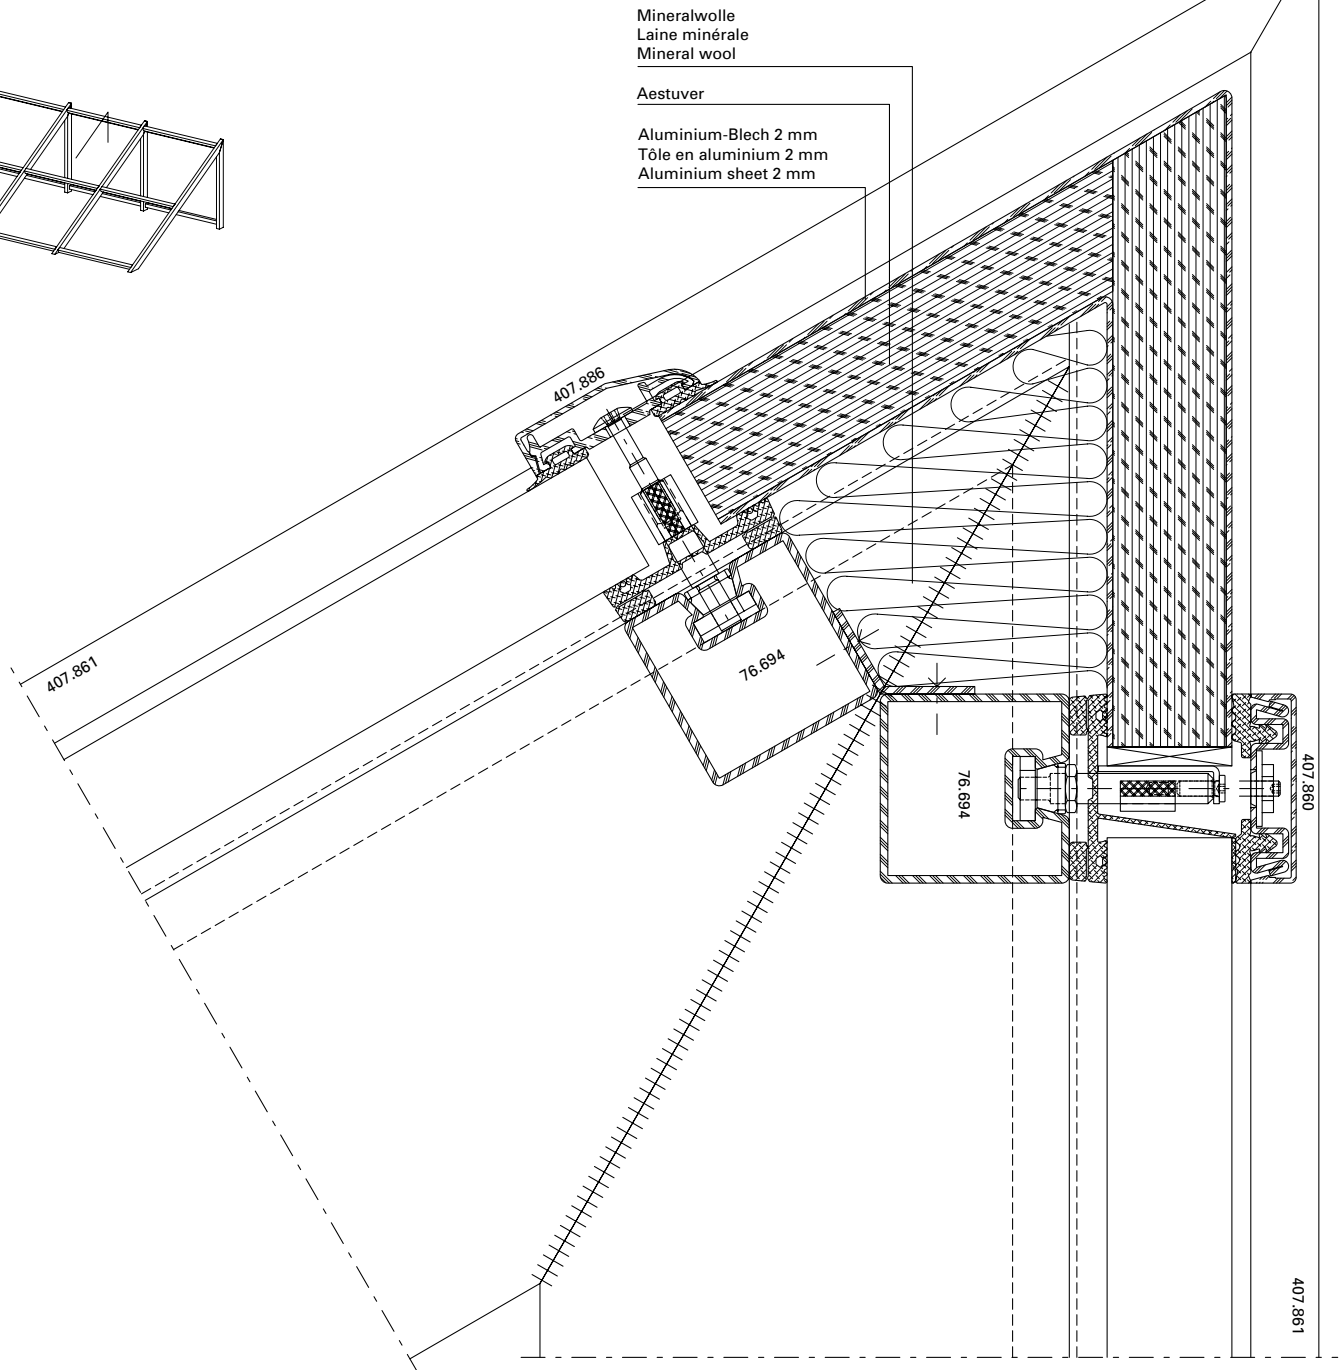 Mineralwolle
Laine minérale
Mineral wool
Aestuver
Aluminium-Blech 2 mm
Tôle en aluminium 2 mm
Aluminium sheet 2 mm
407.886
407.861
76.694
76.694
407.860
407.861